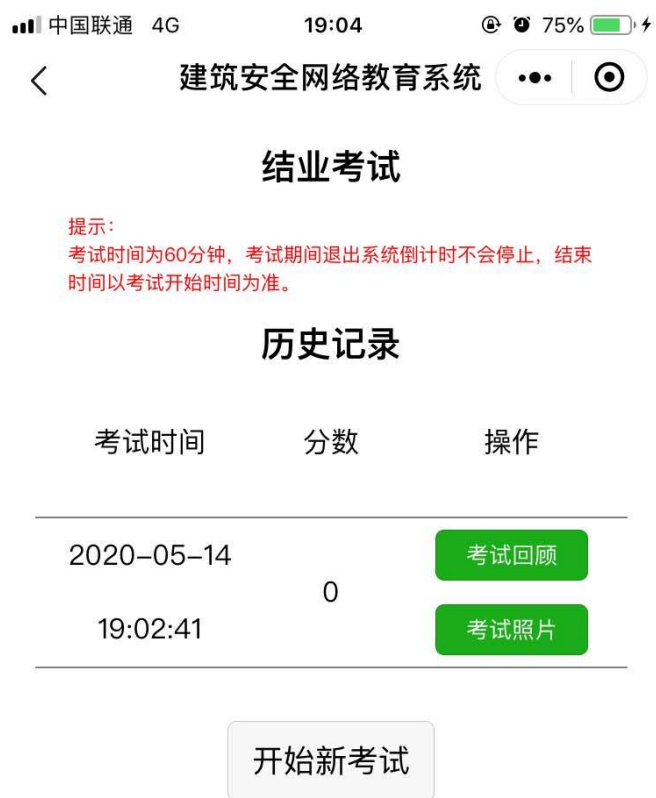 中国联通 4G 19:04 75%
建筑安全网络教育系统
结业考试
提示：
考试时间为60分钟，考试期间退出系统倒计时不会停止，结束
时间以考试开始时间为准。
历史记录
考试时间 分数 操作
2020-05-14 考试回顾
0
19:02:41 考试照片
开始新考试